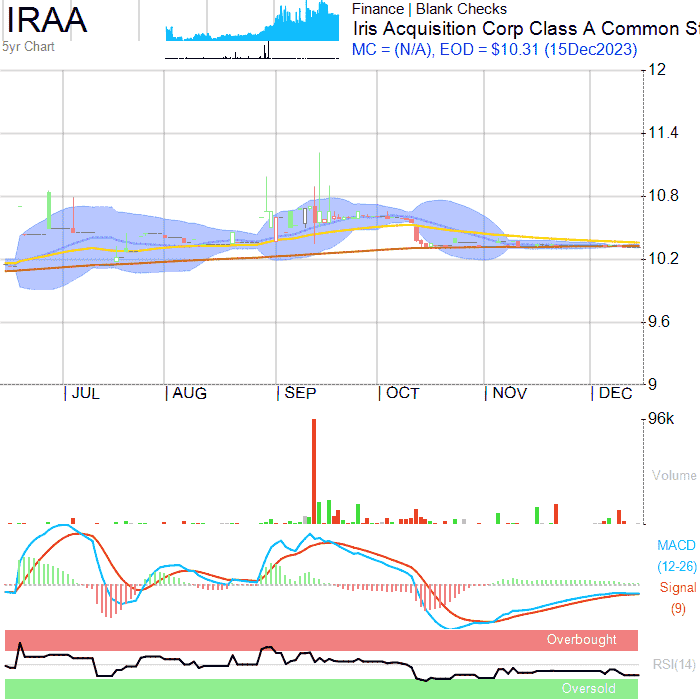 IRAA
5yr Chart
Finance | Blank Checks
Iris Acquisition Corp Class A Common St
MC = (N/A), EOD = $10.31 (15Dec2023)
12
11.4
10.8
10.2
9.6
9
JUL AUG SEP OCT NOV DEC
96k
Volume
MACD
(12-26)
Signal
(9)
Overbought
RSI(14)
Oversold